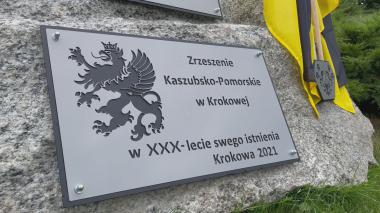 Zrzeszenie
Kaszubsko-Pomorskie
w Krokowej
w XXX-lecie swego istnienia
Krokowa 2021